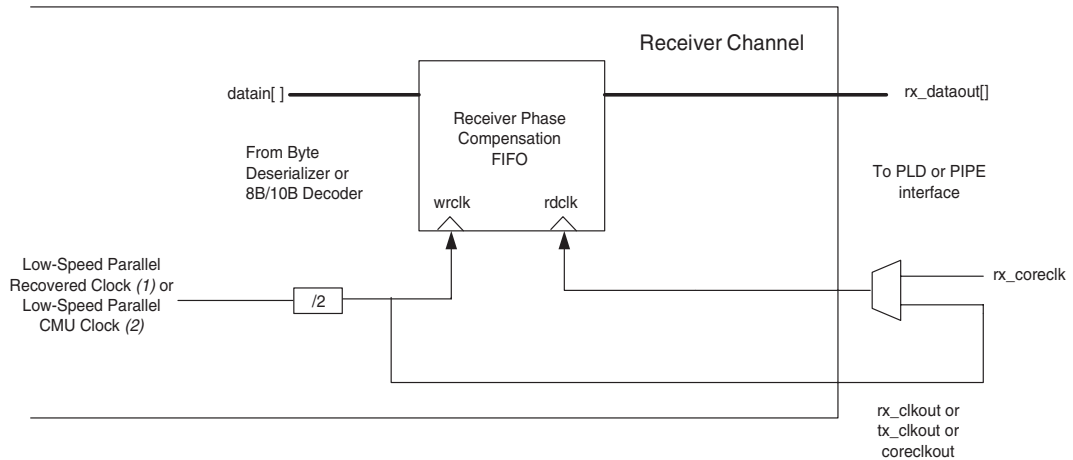 Receiver Channel
datain[ ]
rx_dataout[]
Receiver Phase
Compensation
FIFO
From Byte
Deserializer or
8B/10B Decoder
To PLD or PIPE
interface
wrclk
rdclk
Low-Speed Parallel
Recovered Clock (1) or
Low-Speed Parallel
CMU Clock (2)
/2
rx_coreclk
rx_clkout or
tx_clkout or
coreclkout